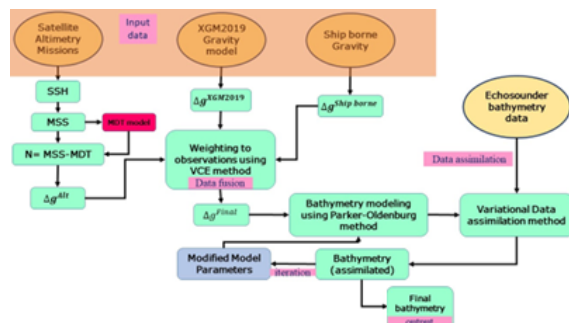 Satellite
Altimetry
Missions
Input
data
XGM2019
Gravity
model
Ship borne
Gravity
SSH
MSS
MDT model
N= MSS-MDT
Δg^Alt
Δg^XGM2019
Δg^Ship borne
Weighting to
observations using
VCE method
Data fusion
Δg^Final
Echosounder
bathymetry
data
Data assimilation
Bathymetry modeling
using Parker-Oldenburg
method
Variational Data
assimilation method
Modified Model
Parameters
iteration
Bathymetry
(assimilated)
Final
bathymetry
output